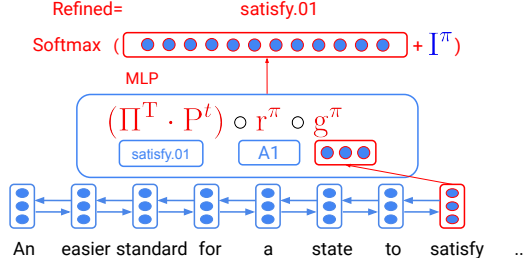 Refined= satisfy.01
Softmax ( + I^π )
MLP
(Π^T · P^t) ∘ r^π ∘ g^π
satisfy.01 A1
An easier standard for a state to satisfy ..